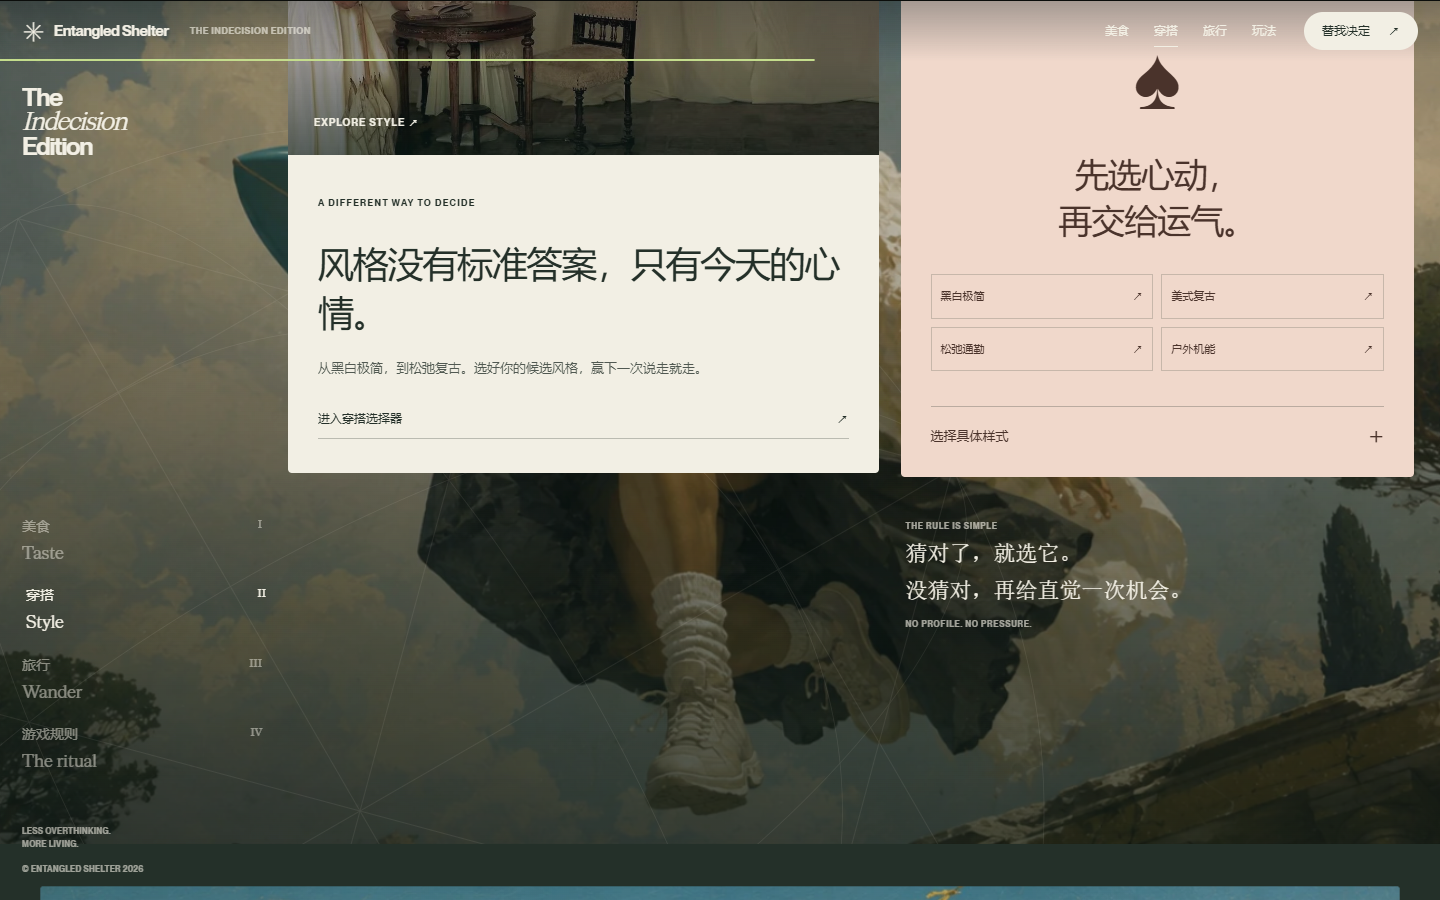 Entangled Shelter
THE INDECISION EDITION
美食
穿搭
旅行
玩法
替我决定 ↗
The
Indecision
Edition
EXPLORE STYLE ↗
A DIFFERENT WAY TO DECIDE
风格没有标准答案，只有今天的心
情。
从黑白极简，到松弛复古。选好你的候选风格，赢下一次说走就走。
进入穿搭选择器 ↗
先选心动，
再交给运气。
黑白极简 ↗
美式复古 ↗
松弛通勤 ↗
户外机能 ↗
选择具体样式 +
美食 I
Taste
穿搭 II
Style
旅行 III
Wander
游戏规则 IV
The ritual
THE RULE IS SIMPLE
猜对了，就选它。
没猜对，再给直觉一次机会。
NO PROFILE. NO PRESSURE.
LESS OVERTHINKING.
MORE LIVING.
© ENTANGLED SHELTER 2026